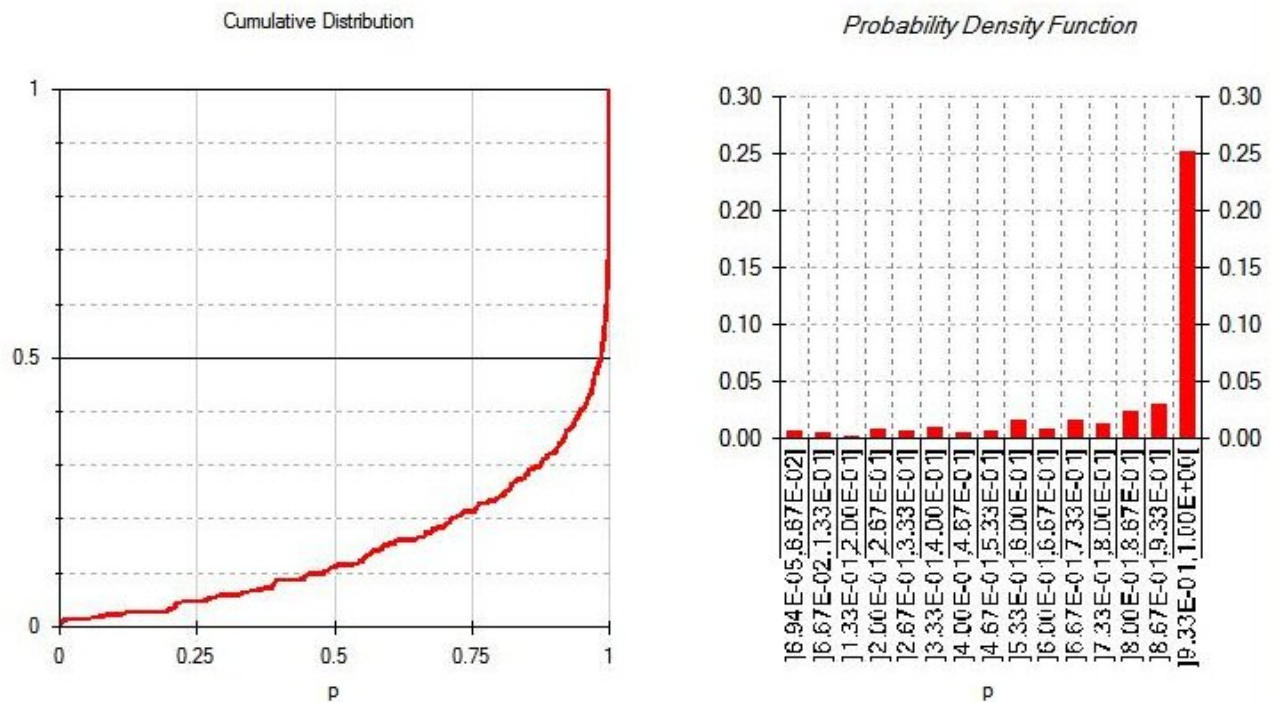 Cumulative Distribution
1
0.5
0
0
0.25
0.5
0.75
1
p
Probability Density Function
0.30
0.25
0.20
0.15
0.10
0.05
0.00
0.30
0.25
0.20
0.15
0.10
0.05
0.00
]6.94E-05,6.67E-02]
]6.67E-02,1.33E-01]
]1.33E-01,2.00E-01]
]2.00E-01,2.67E-01]
]2.67E-01,3.33E-01]
]3.33E-01,4.00E-01]
]4.00E-01,4.67E-01]
]4.67E-01,5.33E-01]
]5.33E-01,6.00E-01]
]6.00E-01,6.67E-01]
]6.67E-01,7.33E-01]
]7.33E-01,8.00E-01]
]8.00E-01,8.67E-01]
]8.67E-01,9.33E-01]
]9.33E-01,1.00E+00[
p